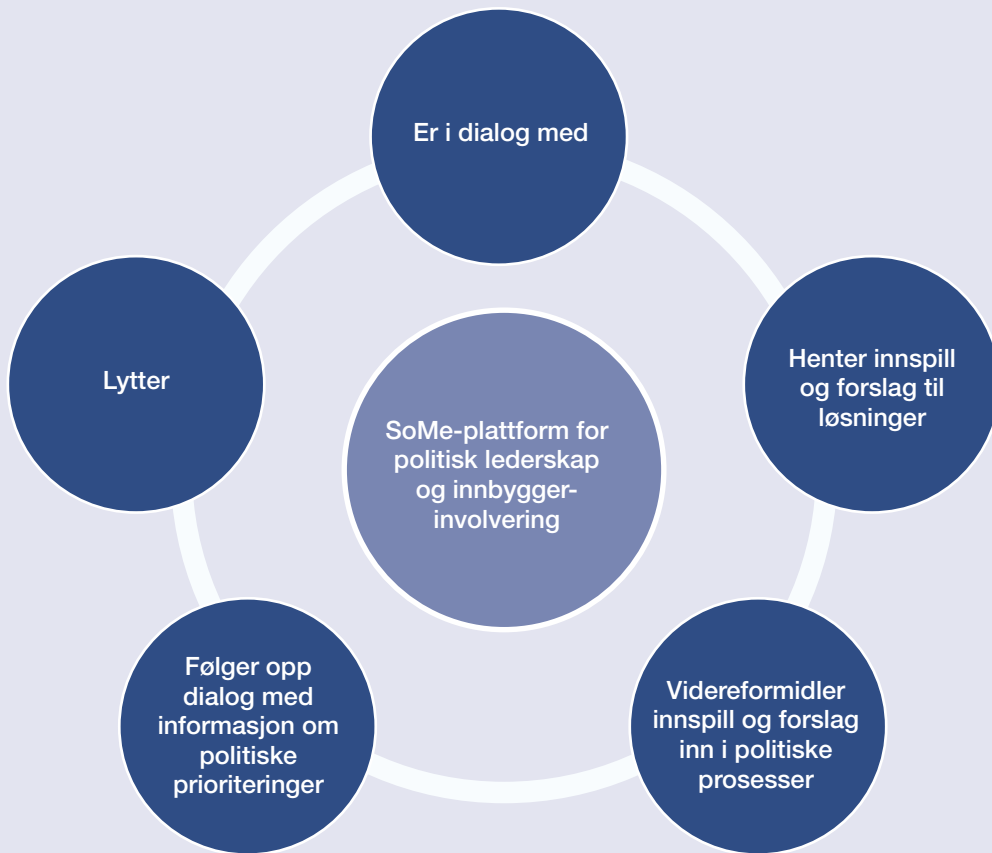 Er i dialog med
Henter innspill
og forslag til
løsninger
Videreformidler
innspill og forslag
inn i politiske
prosesser
Følger opp
dialog med
informasjon om
politiske
prioriteringer
Lytter
SoMe-plattform for
politisk lederskap
og innbygger-
involvering